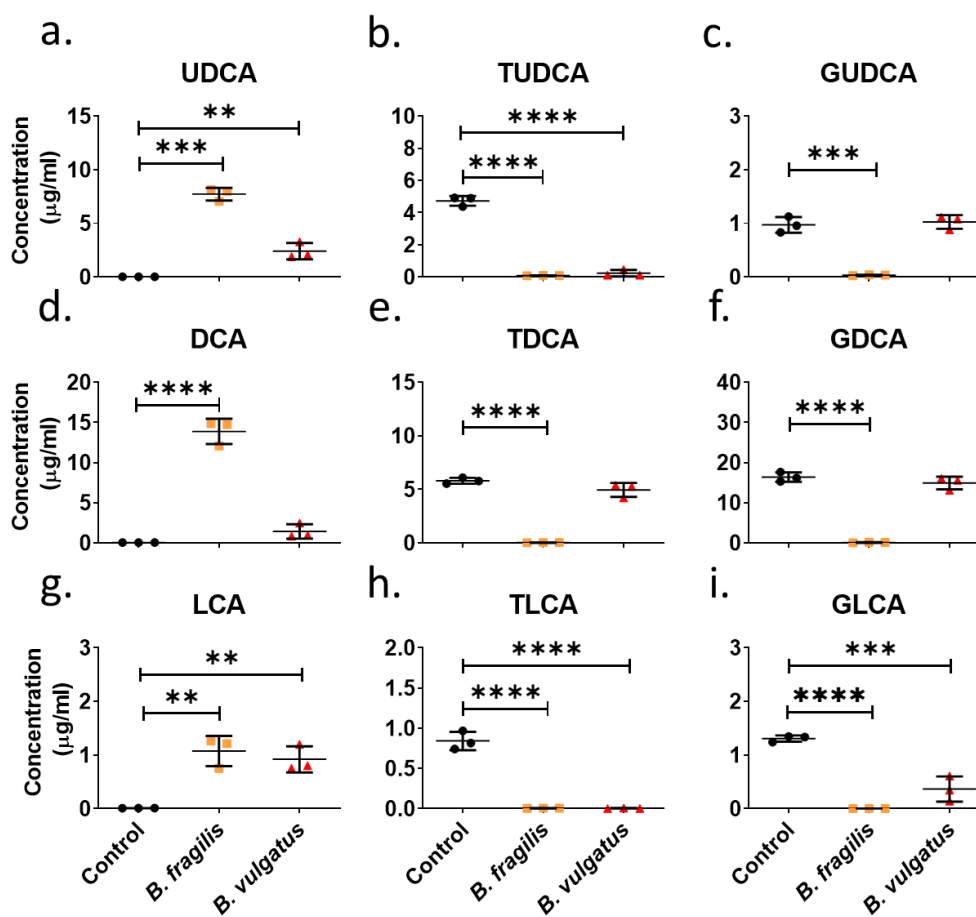 a.
b.
c.
UDCA
TUDCA
GUDCA
Concentration
(µg/ml)
15
10
5
0
**
***
10
8
6
4
2
0
****
****
3
2
1
0
***
d.
e.
f.
DCA
TDCA
GDCA
Concentration
(µg/ml)
20
15
10
5
0
****
15
10
5
0
****
40
30
20
10
0
****
g.
h.
i.
LCA
TLCA
GLCA
Concentration
(µg/ml)
3
2
1
0
**
**
2.0
1.5
1.0
0.5
0.0
****
****
3
2
1
0
***
****
Control
B. fragilis
B. vulgatus
Control
B. fragilis
B. vulgatus
Control
B. fragilis
B. vulgatus